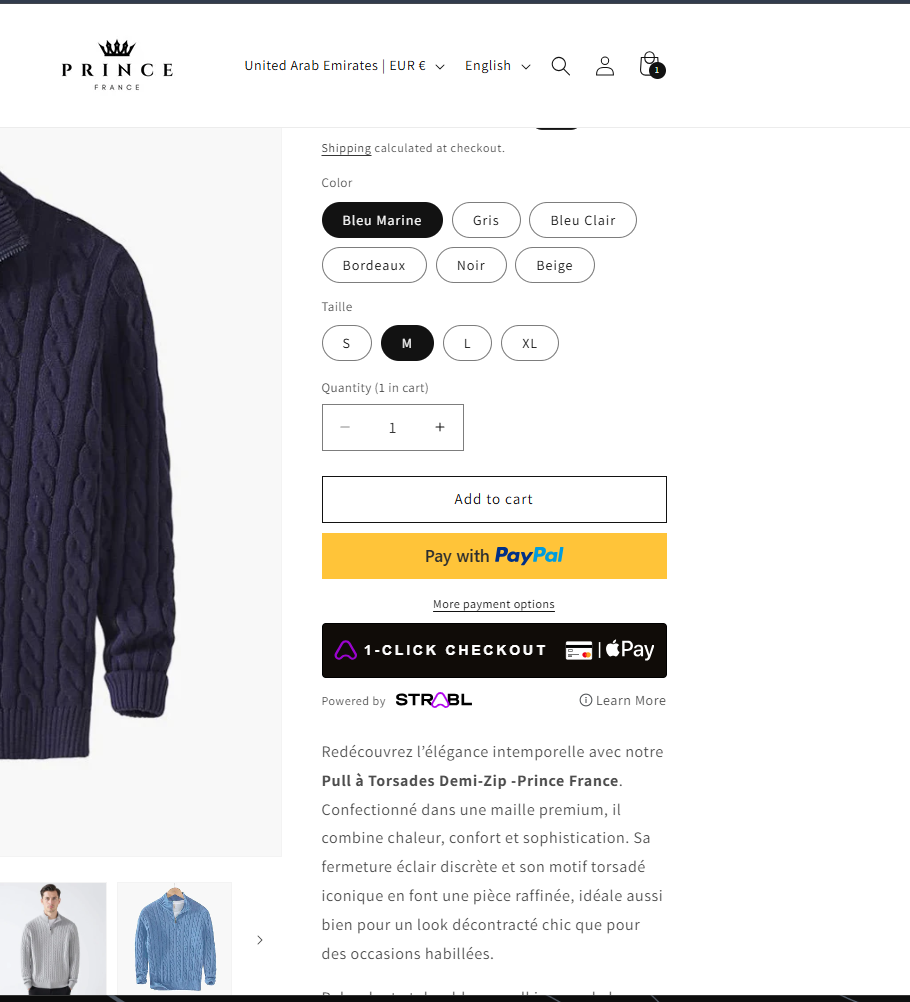 PRINCE
FRANCE
United Arab Emirates | EUR €
English
1
Shipping calculated at checkout.
Color
Bleu Marine
Gris
Bleu Clair
Bordeaux
Noir
Beige
Taille
S
M
L
XL
Quantity (1 in cart)
− 1 +
Add to cart
Pay with PayPal
More payment options
1-CLICK CHECKOUT | Pay
Powered by STRABL
Learn More
Redécouvrez l’élégance intemporelle avec notre
Pull à Torsades Demi-Zip -Prince France.
Confectionné dans une maille premium, il
combine chaleur, confort et sophistication. Sa
fermeture éclair discrète et son motif torsadé
iconique en font une pièce raffinée, idéale aussi
bien pour un look décontracté chic que pour
des occasions habillées.